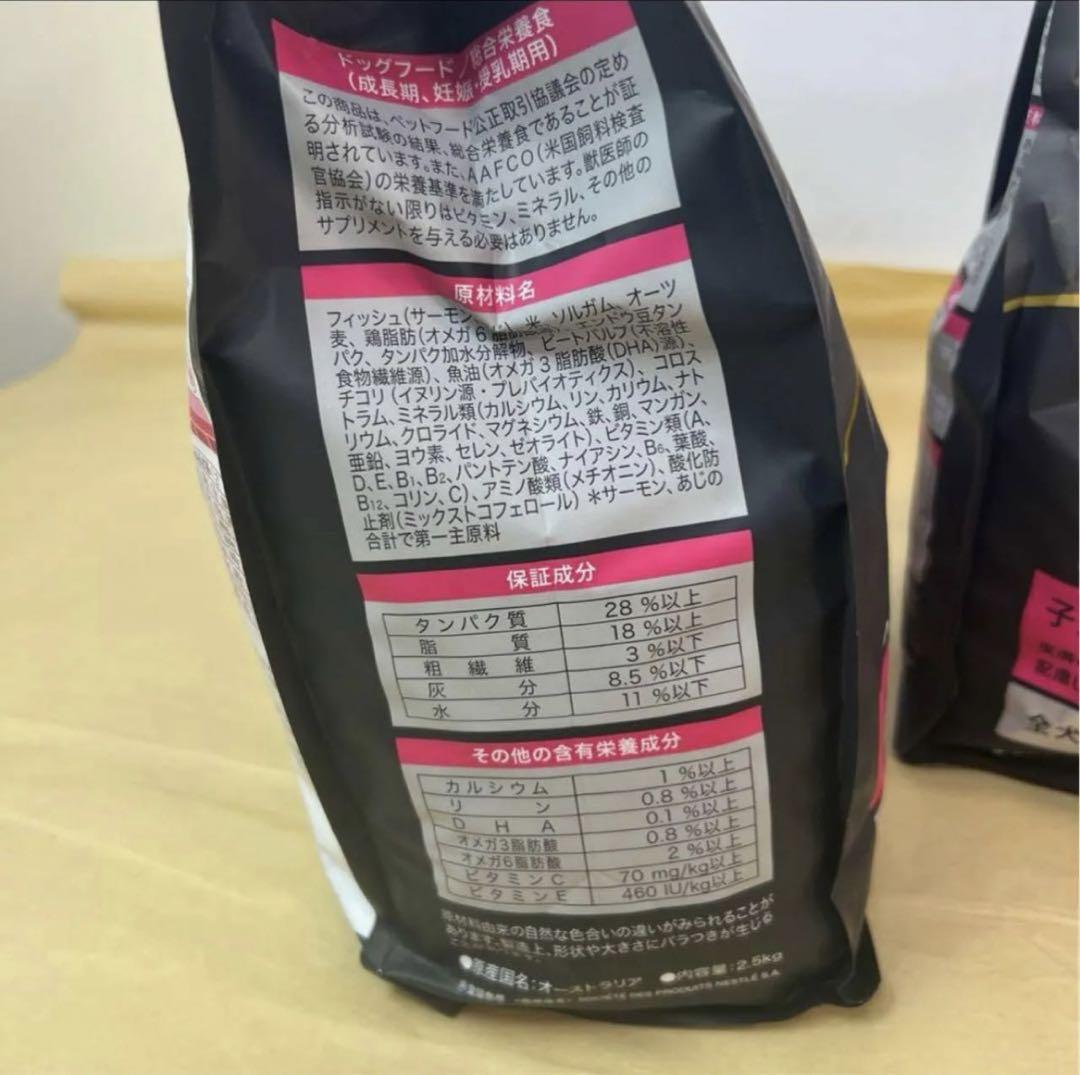 ドッグフード／総合栄養食
(成長期、妊娠・授乳期用)
この商品は、ペットフード公正取引協議会の定め
る分析試験の結果、総合栄養食であることが証
明されています。また、AAFCO(米国飼料検査
官協会)の栄養基準を満たしています。獣医師の
指示がない限りはビタミン、ミネラル、その他の
サプリメントを与える必要はありません。
原材料名
フィッシュ(サーモン 米、ソルガム、オーツ
麦、鶏脂肪(オメガ6脂肪酸源)、エンドウ豆タン
パク、タンパク加水分解物、ビートパルプ(不溶性
食物繊維源)、魚油(オメガ3脂肪酸(DHA)源)、
チコリ(イヌリン源・プレバイオティクス)、コロス
トラム、ミネラル類(カルシウム、リン、カリウム、ナト
リウム、クロライド、マグネシウム、鉄、銅、マンガン、
亜鉛、ヨウ素、セレン、ゼオライト)、ビタミン類(A、
D、E、B₁、B₂、パントテン酸、ナイアシン、B₆、葉酸、
B₁₂、コリン、C)、アミノ酸類(メチオニン)、酸化防
止剤(ミックストコフェロール) *サーモン、あじの
合計で第一主原料
保証成分
タンパク質 28 %以上
脂質 18 %以上
粗繊維 3 %以下
灰分 8.5 %以下
水分 11 %以下
その他の含有栄養成分
カルシウム 1 %以上
リン 0.8 %以上
DHA 0.1 %以上
オメガ3脂肪酸 0.8 %以上
オメガ6脂肪酸 2 %以上
ビタミンC 70 mg/kg以上
ビタミンE 460 IU/kg以上
原材料由来の自然な色合いの違いがみられることが
あります。製造上、形状や大きさにバラつきが生じる
●原産国名：オーストラリア ●内容量：2.5kg
SOCIÉTÉ DES PRODUITS NESTLÉ S.A.
子
配慮
全犬